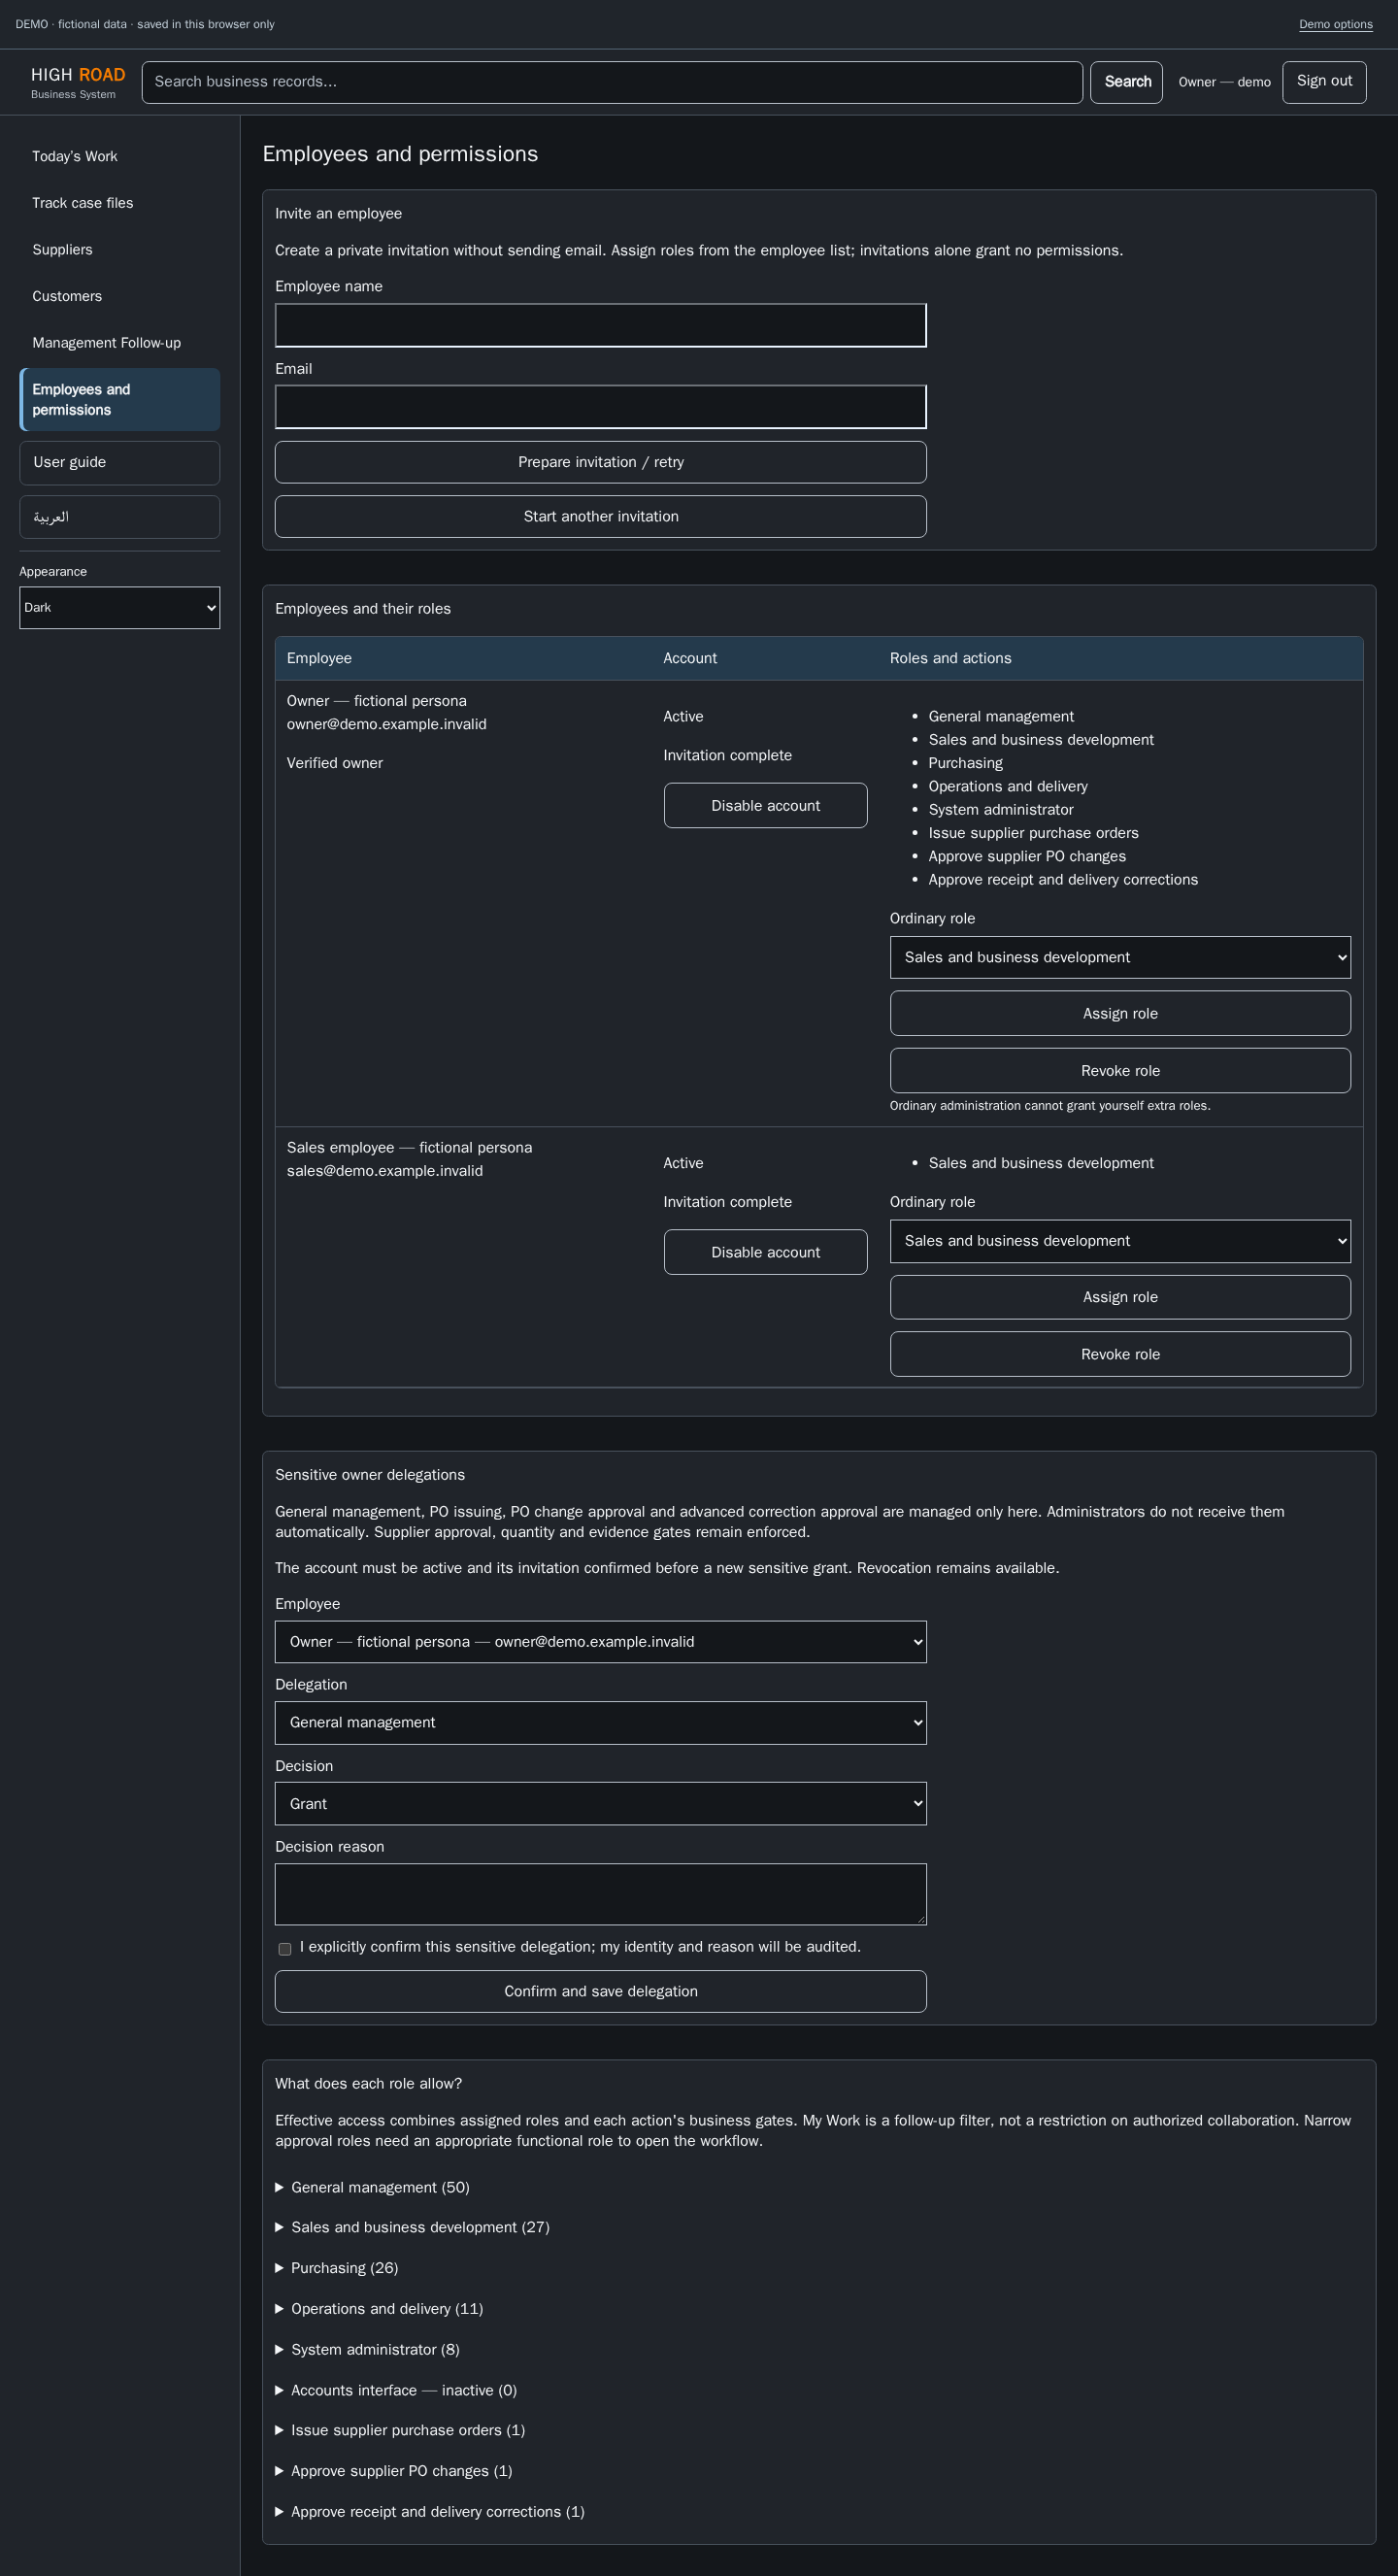 DEMO · fictional data · saved in this browser only
Demo options
HIGH ROAD
Business System
Search business records...
Search
Owner — demo
Sign out
Today's Work
Track case files
Suppliers
Customers
Management Follow-up
Employees and
permissions
User guide
العربية
Appearance
Dark
Employees and permissions
Invite an employee
Create a private invitation without sending email. Assign roles from the employee list; invitations alone grant no permissions.
Employee name
Email
Prepare invitation / retry
Start another invitation
Employees and their roles
Employee
Account
Roles and actions
Owner — fictional persona
owner@demo.example.invalid
Verified owner
Active
Invitation complete
Disable account
• General management
• Sales and business development
• Purchasing
• Operations and delivery
• System administrator
• Issue supplier purchase orders
• Approve supplier PO changes
• Approve receipt and delivery corrections
Ordinary role
Sales and business development
Assign role
Revoke role
Ordinary administration cannot grant yourself extra roles.
Sales employee — fictional persona
sales@demo.example.invalid
Active
Invitation complete
Disable account
• Sales and business development
Ordinary role
Sales and business development
Assign role
Revoke role
Sensitive owner delegations
General management, PO issuing, PO change approval and advanced correction approval are managed only here. Administrators do not receive them
automatically. Supplier approval, quantity and evidence gates remain enforced.
The account must be active and its invitation confirmed before a new sensitive grant. Revocation remains available.
Employee
Owner — fictional persona — owner@demo.example.invalid
Delegation
General management
Decision
Grant
Decision reason
I explicitly confirm this sensitive delegation; my identity and reason will be audited.
Confirm and save delegation
What does each role allow?
Effective access combines assigned roles and each action's business gates. My Work is a follow-up filter, not a restriction on authorized collaboration. Narrow
approval roles need an appropriate functional role to open the workflow.
▶ General management (50)
▶ Sales and business development (27)
▶ Purchasing (26)
▶ Operations and delivery (11)
▶ System administrator (8)
▶ Accounts interface — inactive (0)
▶ Issue supplier purchase orders (1)
▶ Approve supplier PO changes (1)
▶ Approve receipt and delivery corrections (1)